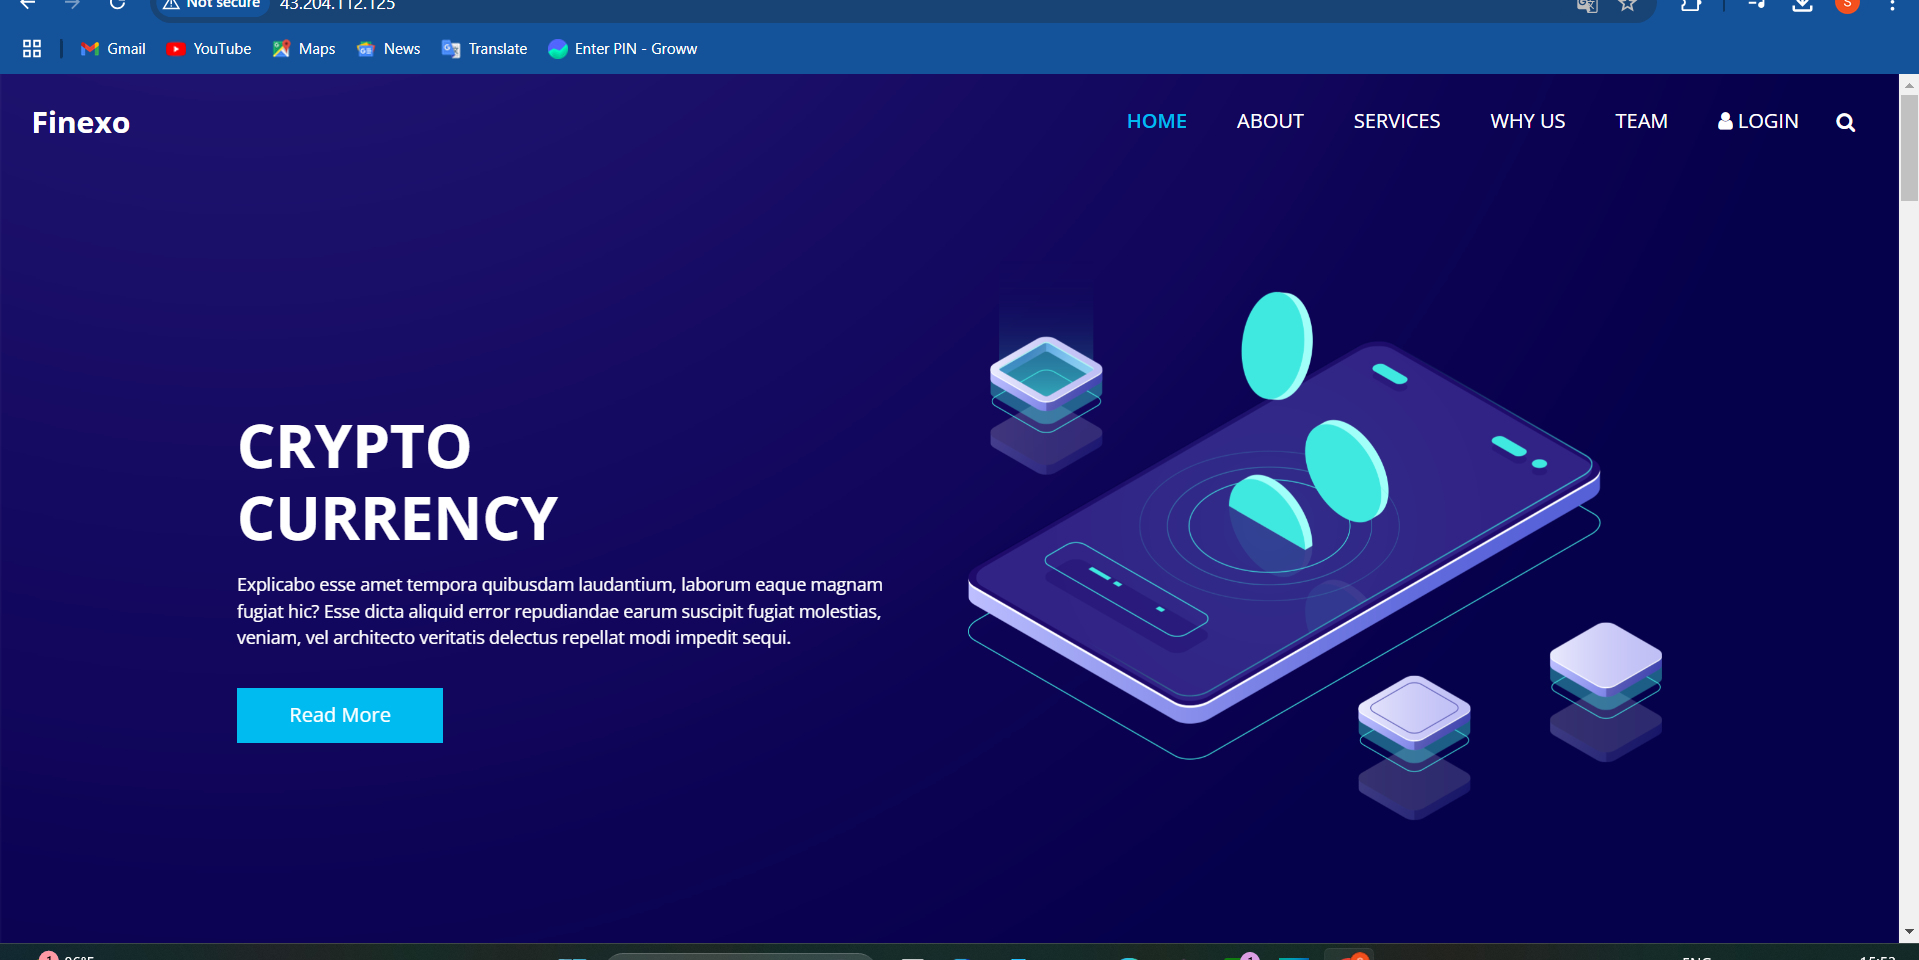 Not secure 43.204.112.125
Gmail YouTube Maps News Translate Enter PIN - Groww
Finexo HOME ABOUT SERVICES WHY US TEAM LOGIN
CRYPTO
CURRENCY
Explicabo esse amet tempora quibusdam laudantium, laborum eaque magnam
fugiat hic? Esse dicta aliquid error repudiandae earum suscipit fugiat molestias,
veniam, vel architecto veritatis delectus repellat modi impedit sequi.
Read More